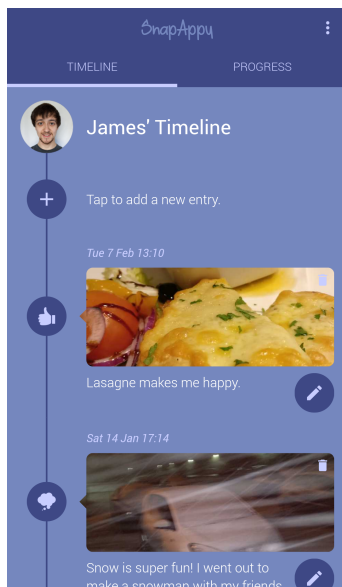 SnapAppy
TIMELINE
PROGRESS
James' Timeline
Tap to add a new entry.
Tue 7 Feb 13:10
Lasagne makes me happy.
Sat 14 Jan 17:14
Snow is super fun! I went out to
make a snowman with my friends